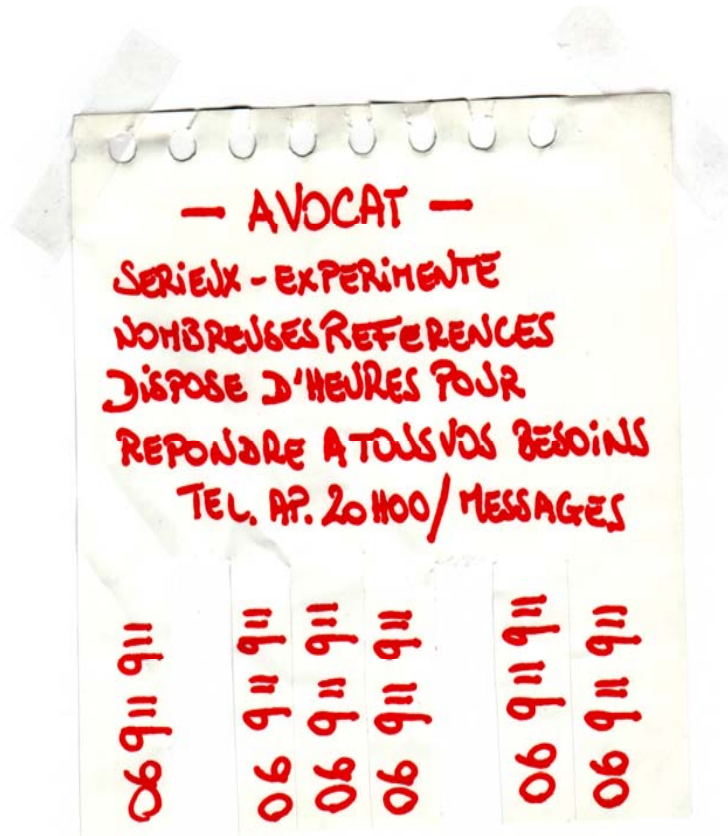 — AVOCAT —
SERIEUX - EXPERIMENTE
NOMBREUSES REFERENCES
DISPOSE D'HEURES POUR
REPONDRE A TOUS VOS BESOINS
TEL. AP. 20H00/MESSAGES
06 911 911
06 911 911
06 911 911
06 911 911
06 911 911
06 911 911